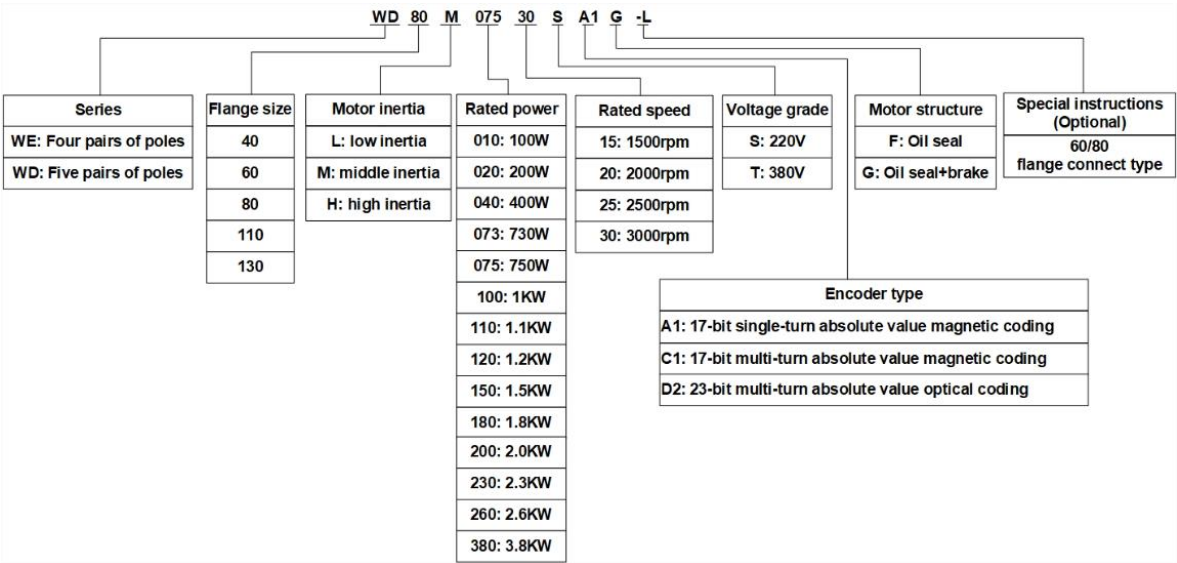 WD 80 M 075 30 S A1 G -L
Series
WE: Four pairs of poles
WD: Five pairs of poles
Flange size
40
60
80
110
130
Motor inertia
L: low inertia
M: middle inertia
H: high inertia
Rated power
010: 100W
020: 200W
040: 400W
073: 730W
075: 750W
100: 1KW
110: 1.1KW
120: 1.2KW
150: 1.5KW
180: 1.8KW
200: 2.0KW
230: 2.3KW
260: 2.6KW
380: 3.8KW
Rated speed
15: 1500rpm
20: 2000rpm
25: 2500rpm
30: 3000rpm
Voltage grade
S: 220V
T: 380V
Motor structure
F: Oil seal
G: Oil seal+brake
Special instructions
(Optional)
60/80
flange connect type
Encoder type
A1: 17-bit single-turn absolute value magnetic coding
C1: 17-bit multi-turn absolute value magnetic coding
D2: 23-bit multi-turn absolute value optical coding